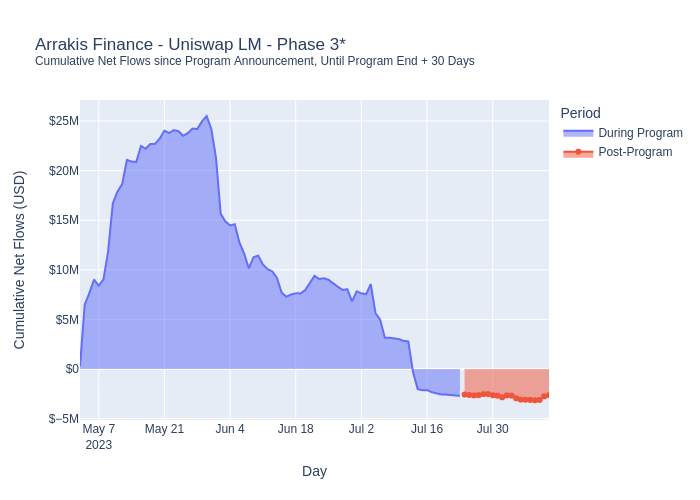 Arrakis Finance - Uniswap LM - Phase 3*
Cumulative Net Flows since Program Announcement, Until Program End + 30 Days
Period
During Program
Post-Program
Cumulative Net Flows (USD)
$25M
$20M
$15M
$10M
$5M
$0
$−5M
May 7
2023
May 21
Jun 4
Jun 18
Jul 2
Jul 16
Jul 30
Day